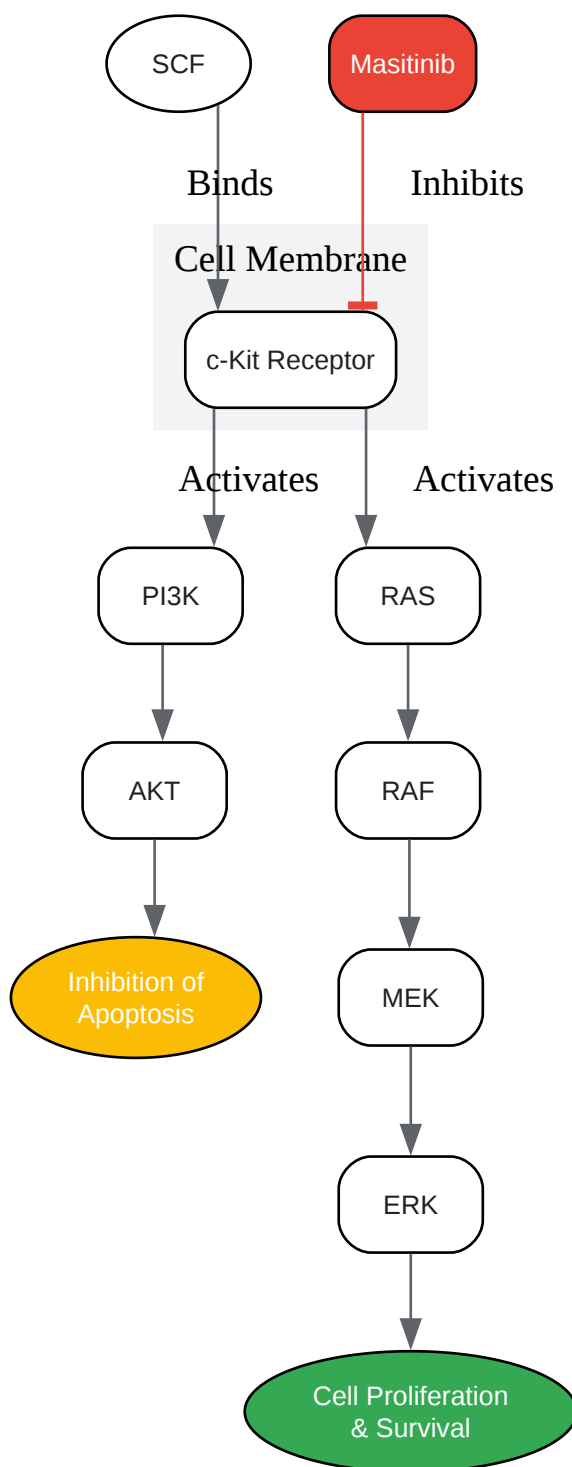 SCF
Masitinib
Binds
Inhibits
Cell Membrane
c-Kit Receptor
Activates
Activates
PI3K
RAS
AKT
RAF
Inhibition of
Apoptosis
MEK
ERK
Cell Proliferation
& Survival